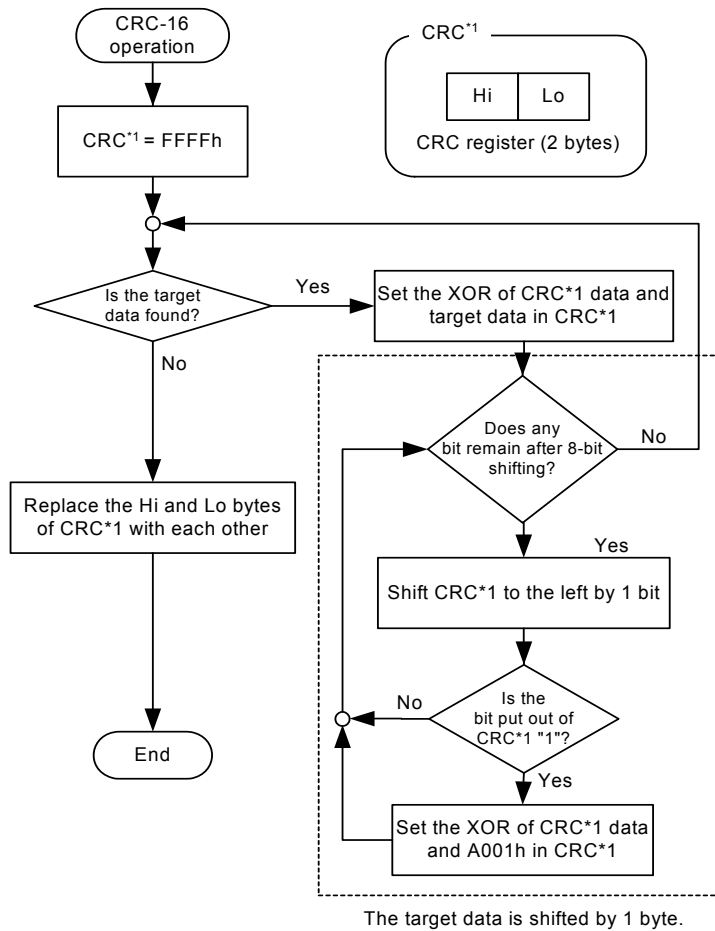 CRC-16
operation
CRC*1
Hi Lo
CRC register (2 bytes)
CRC*1 = FFFFh
Is the target
data found?
Yes
Set the XOR of CRC*1 data and
target data in CRC*1
No
Does any
bit remain after 8-bit
shifting?
No
Replace the Hi and Lo bytes
of CRC*1 with each other
Yes
Shift CRC*1 to the left by 1 bit
Is the
bit put out of
CRC*1 "1"?
No
Yes
End
Set the XOR of CRC*1 data
and A001h in CRC*1
The target data is shifted by 1 byte.